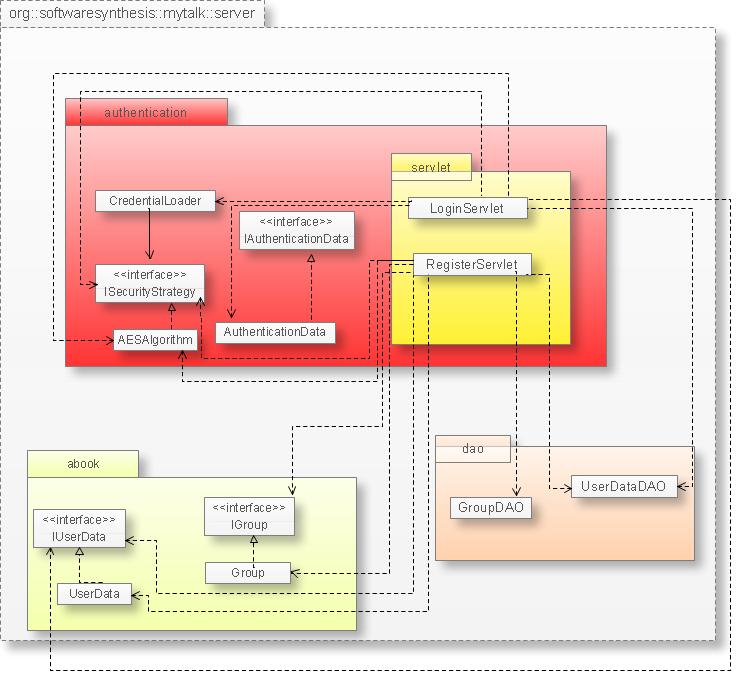 org::softwaresynthesis::mytalk::server
authentication
servlet
CredentialLoader
LoginServlet
<<interface>>
IAuthenticationData
RegisterServlet
<<interface>>
ISecurityStrategy
AESAlgorithm
AuthenticationData
abook
dao
<<interface>>
IUserData
<<interface>>
IGroup
GroupDAO
UserDataDAO
Group
UserData